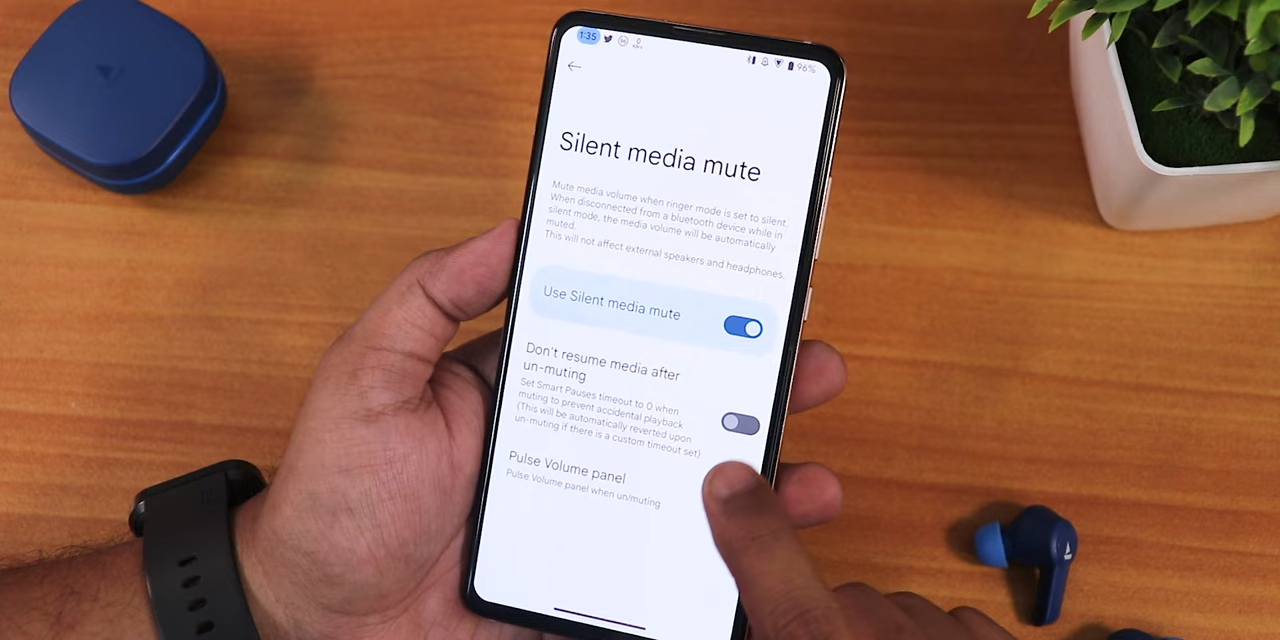 1:35
96%
Silent media mute
Mute media volume when ringer mode is set to silent.
When disconnected from a bluetooth device while in
silent mode, the media volume will be automatically
muted.
This will not affect external speakers and headphones.
Use Silent media mute
Don't resume media after
un-muting
Set Smart Pauses timeout to 0 when
muting to prevent accidental playback
(This will be automatically reverted upon
un-muting if there is a custom timeout set)
Pulse Volume panel
Pulse Volume panel when un/muting